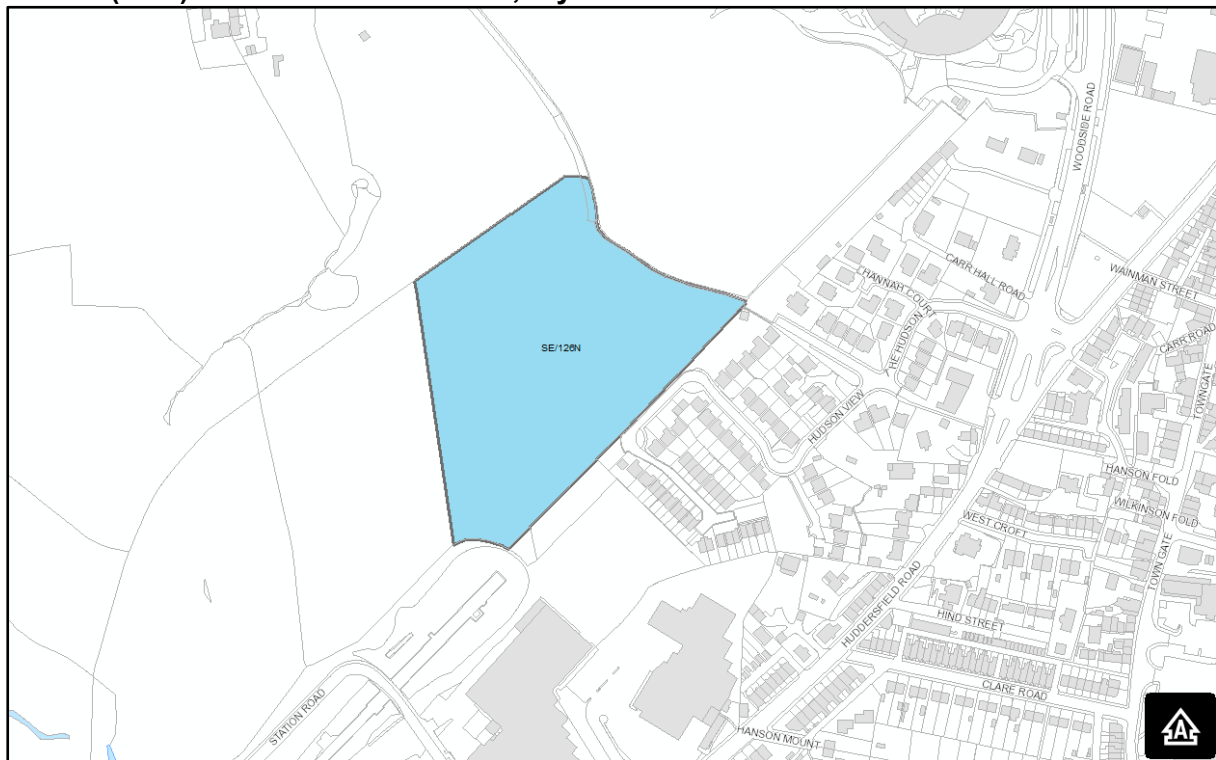 WOODSIDE ROAD
CARR HALL ROAD
WAINMAN STREET
HANNAH COURT
CARR ROAD
HE HUDSON
SE/126N
TOWNGATE
HUDSON VIEW
HANSON FOLD
WILKINSON FOLD
WEST CROFT
TOWN GATE
HUDDERSFIELD ROAD
HIND STREET
CLARE ROAD
STATION ROAD
HANSON MOUNT
A